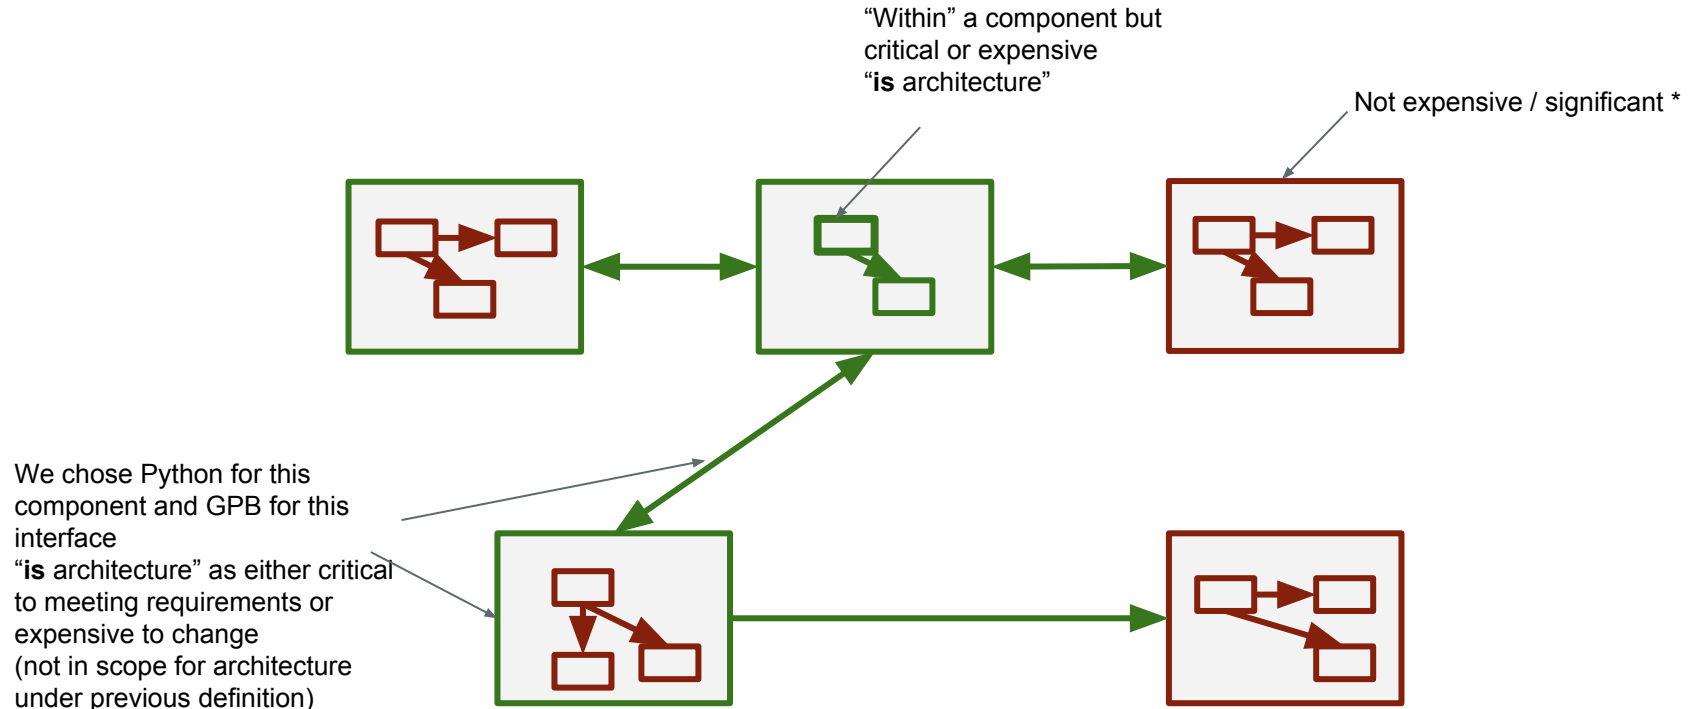 “Within” a component but
critical or expensive
“is architecture”
Not expensive / significant *
We chose Python for this
component and GPB for this
interface
“is architecture” as either critical
to meeting requirements or
expensive to change
(not in scope for architecture
under previous definition)